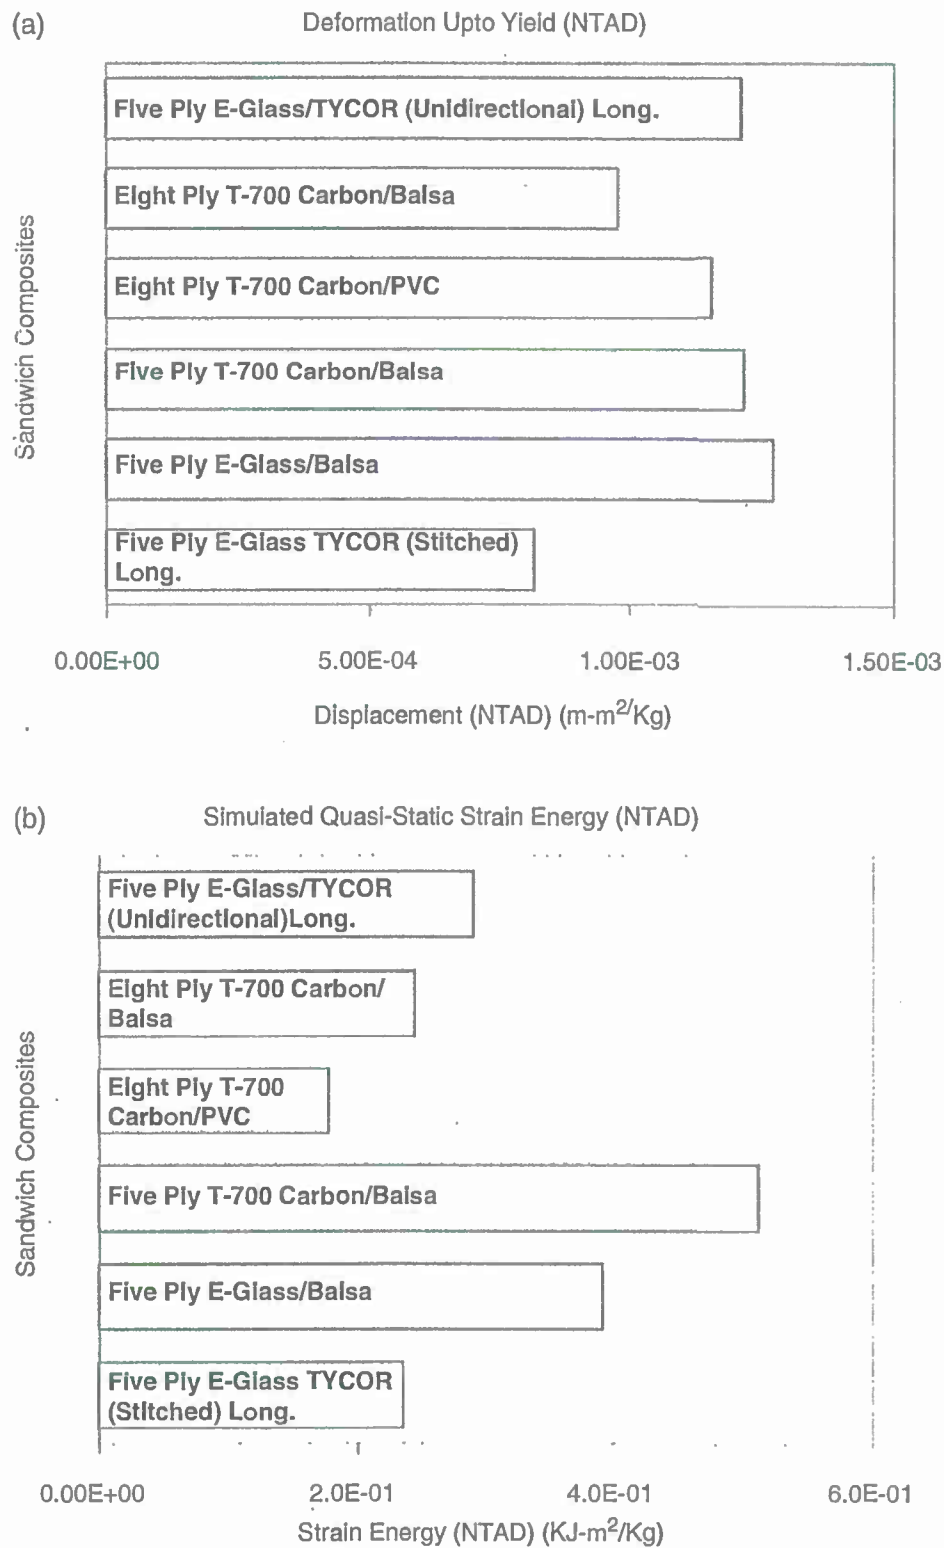 (a)
Deformation Upto Yield (NTAD)
Sandwich Composites
Five Ply E-Glass/TYCOR (Unidirectional) Long.
Eight Ply T-700 Carbon/Balsa
Eight Ply T-700 Carbon/PVC
Five Ply T-700 Carbon/Balsa
Five Ply E-Glass/Balsa
Five Ply E-Glass TYCOR (Stitched)
Long.
0.00E+00 5.00E-04 1.00E-03 1.50E-03
Displacement (NTAD) (m-m²/Kg)
(b)
Simulated Quasi-Static Strain Energy (NTAD)
Sandwich Composites
Five Ply E-Glass/TYCOR
(Unidirectional)Long.
Eight Ply T-700 Carbon/
Balsa
Eight Ply T-700
Carbon/PVC
Five Ply T-700 Carbon/Balsa
Five Ply E-Glass/Balsa
Five Ply E-Glass TYCOR
(Stitched) Long.
0.00E+00 2.0E-01 4.0E-01 6.0E-01
Strain Energy (NTAD) (KJ-m²/Kg)